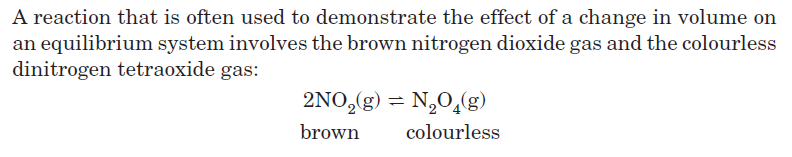 A reaction that is often used to demonstrate the effect of a change in volume on
an equilibrium system involves the brown nitrogen dioxide gas and the colourless
dinitrogen tetraoxide gas:
2NO₂(g) ⇌ N₂O₄(g)
brown colourless